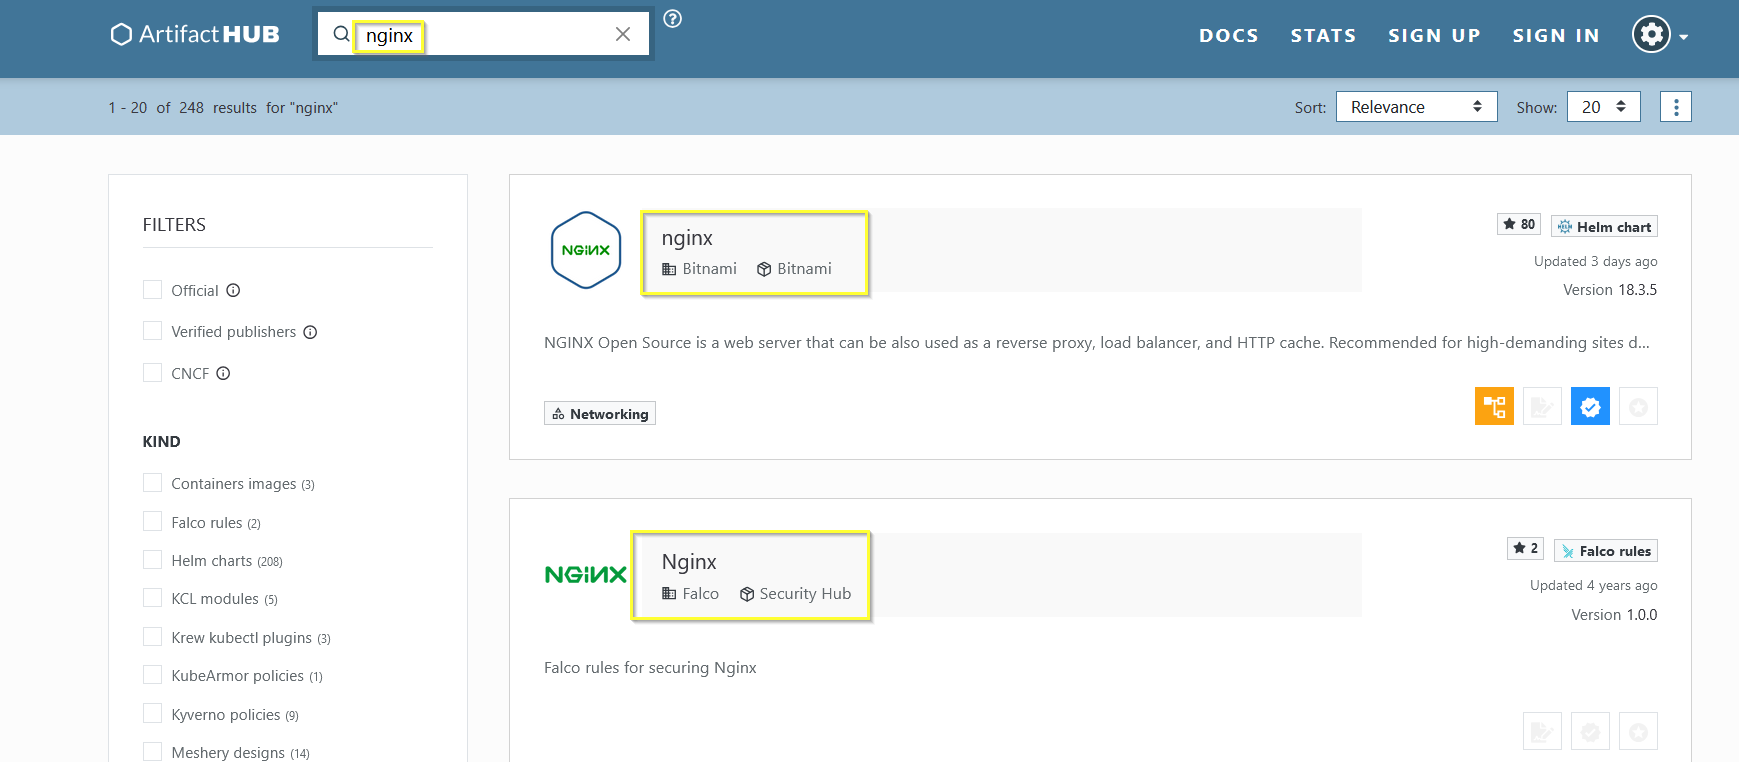 ArtifactHUB
nginx
DOCS STATS SIGN UP SIGN IN
1 - 20 of 248 results for "nginx"
Sort: Relevance Show: 20
FILTERS
Official
Verified publishers
CNCF
KIND
Containers images (3)
Falco rules (2)
Helm charts (208)
KCL modules (5)
Krew kubectl plugins (3)
KubeArmor policies (1)
Kyverno policies (9)
Meshery designs (14)
NGINX
nginx
Bitnami Bitnami
80 Helm chart
Updated 3 days ago
Version 18.3.5
NGINX Open Source is a web server that can be also used as a reverse proxy, load balancer, and HTTP cache. Recommended for high-demanding sites d...
Networking
NGINX
Nginx
Falco Security Hub
2 Falco rules
Updated 4 years ago
Version 1.0.0
Falco rules for securing Nginx